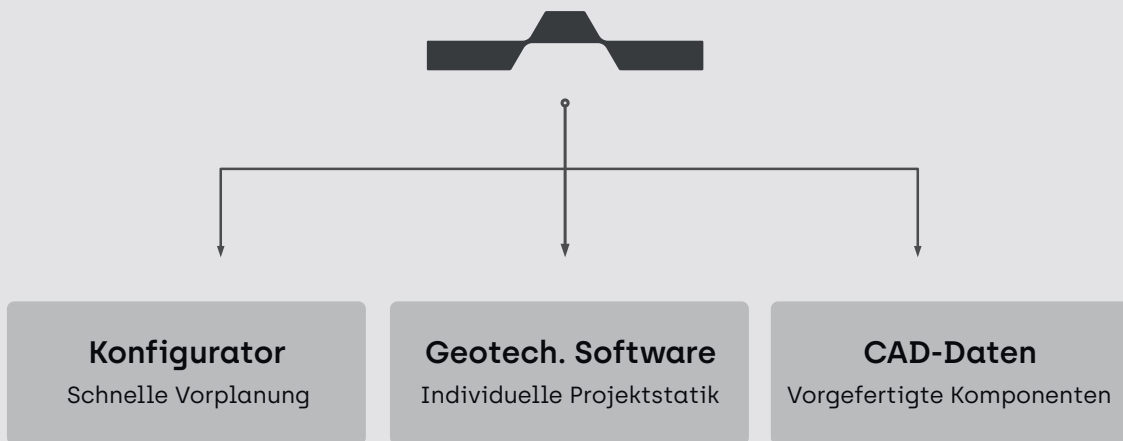 Konfigurator
Schnelle Vorplanung
Geotech. Software
Individuelle Projektstatik
CAD-Daten
Vorgefertigte Komponenten